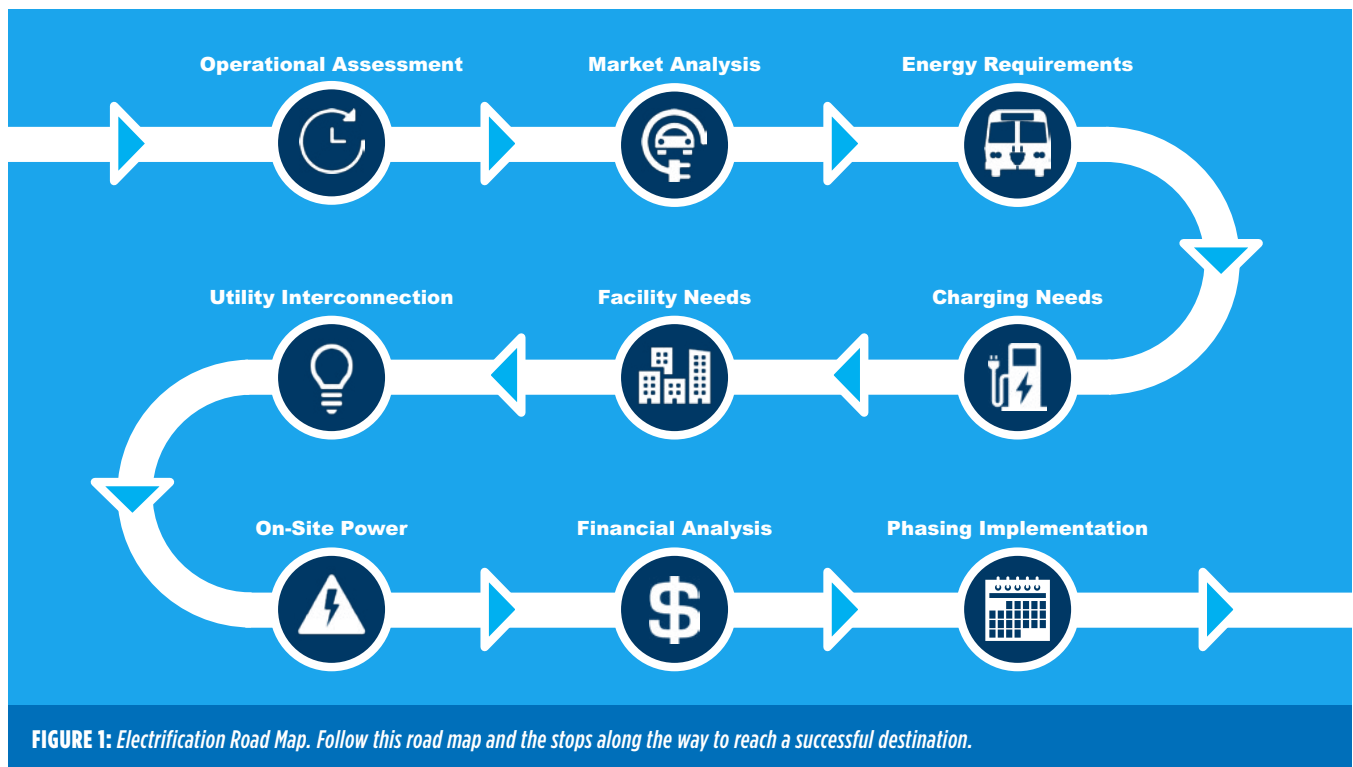 Operational Assessment
Market Analysis
Energy Requirements
Charging Needs
Facility Needs
Utility Interconnection
On-Site Power
Financial Analysis
$
Phasing Implementation
FIGURE 1: Electrification Road Map. Follow this road map and the stops along the way to reach a successful destination.